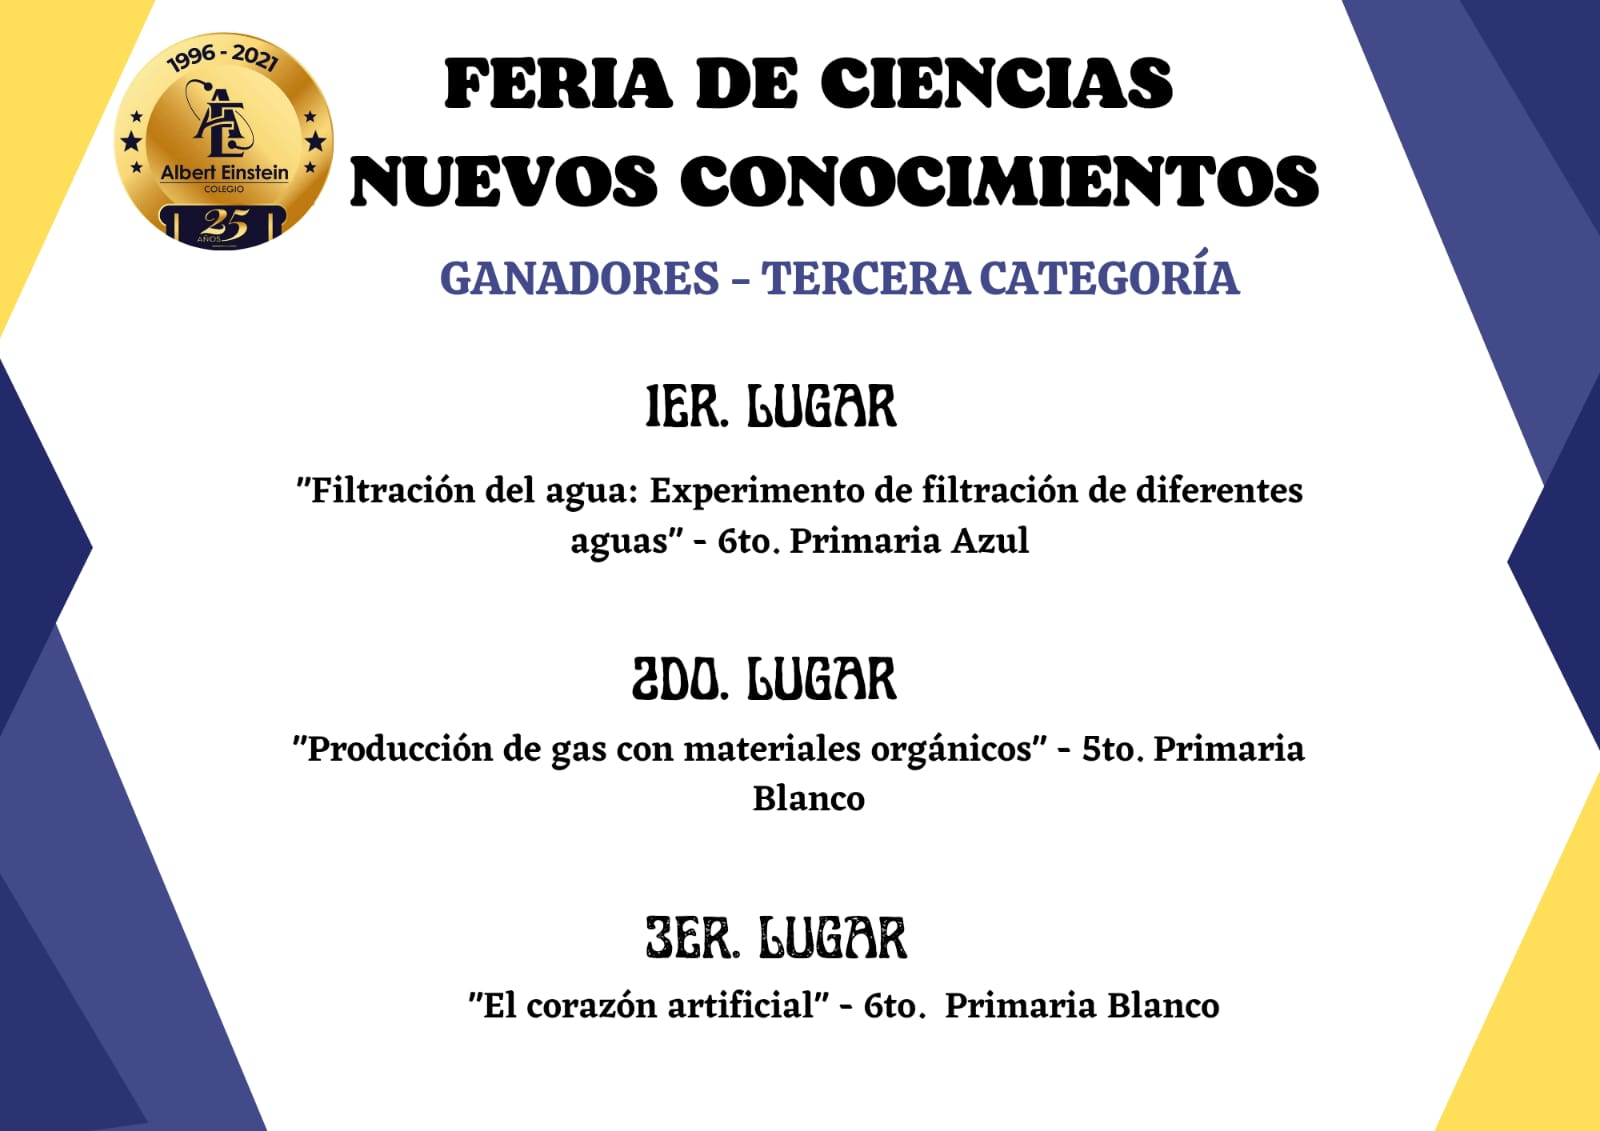 1996 - 2021
AE
Albert Einstein
COLEGIO
25
AÑOS
FERIA DE CIENCIAS
NUEVOS CONOCIMIENTOS
GANADORES - TERCERA CATEGORÍA
1ER. LUGAR
"Filtración del agua: Experimento de filtración de diferentes
aguas" - 6to. Primaria Azul
2DO. LUGAR
"Producción de gas con materiales orgánicos" - 5to. Primaria
Blanco
3ER. LUGAR
"El corazón artificial" - 6to. Primaria Blanco